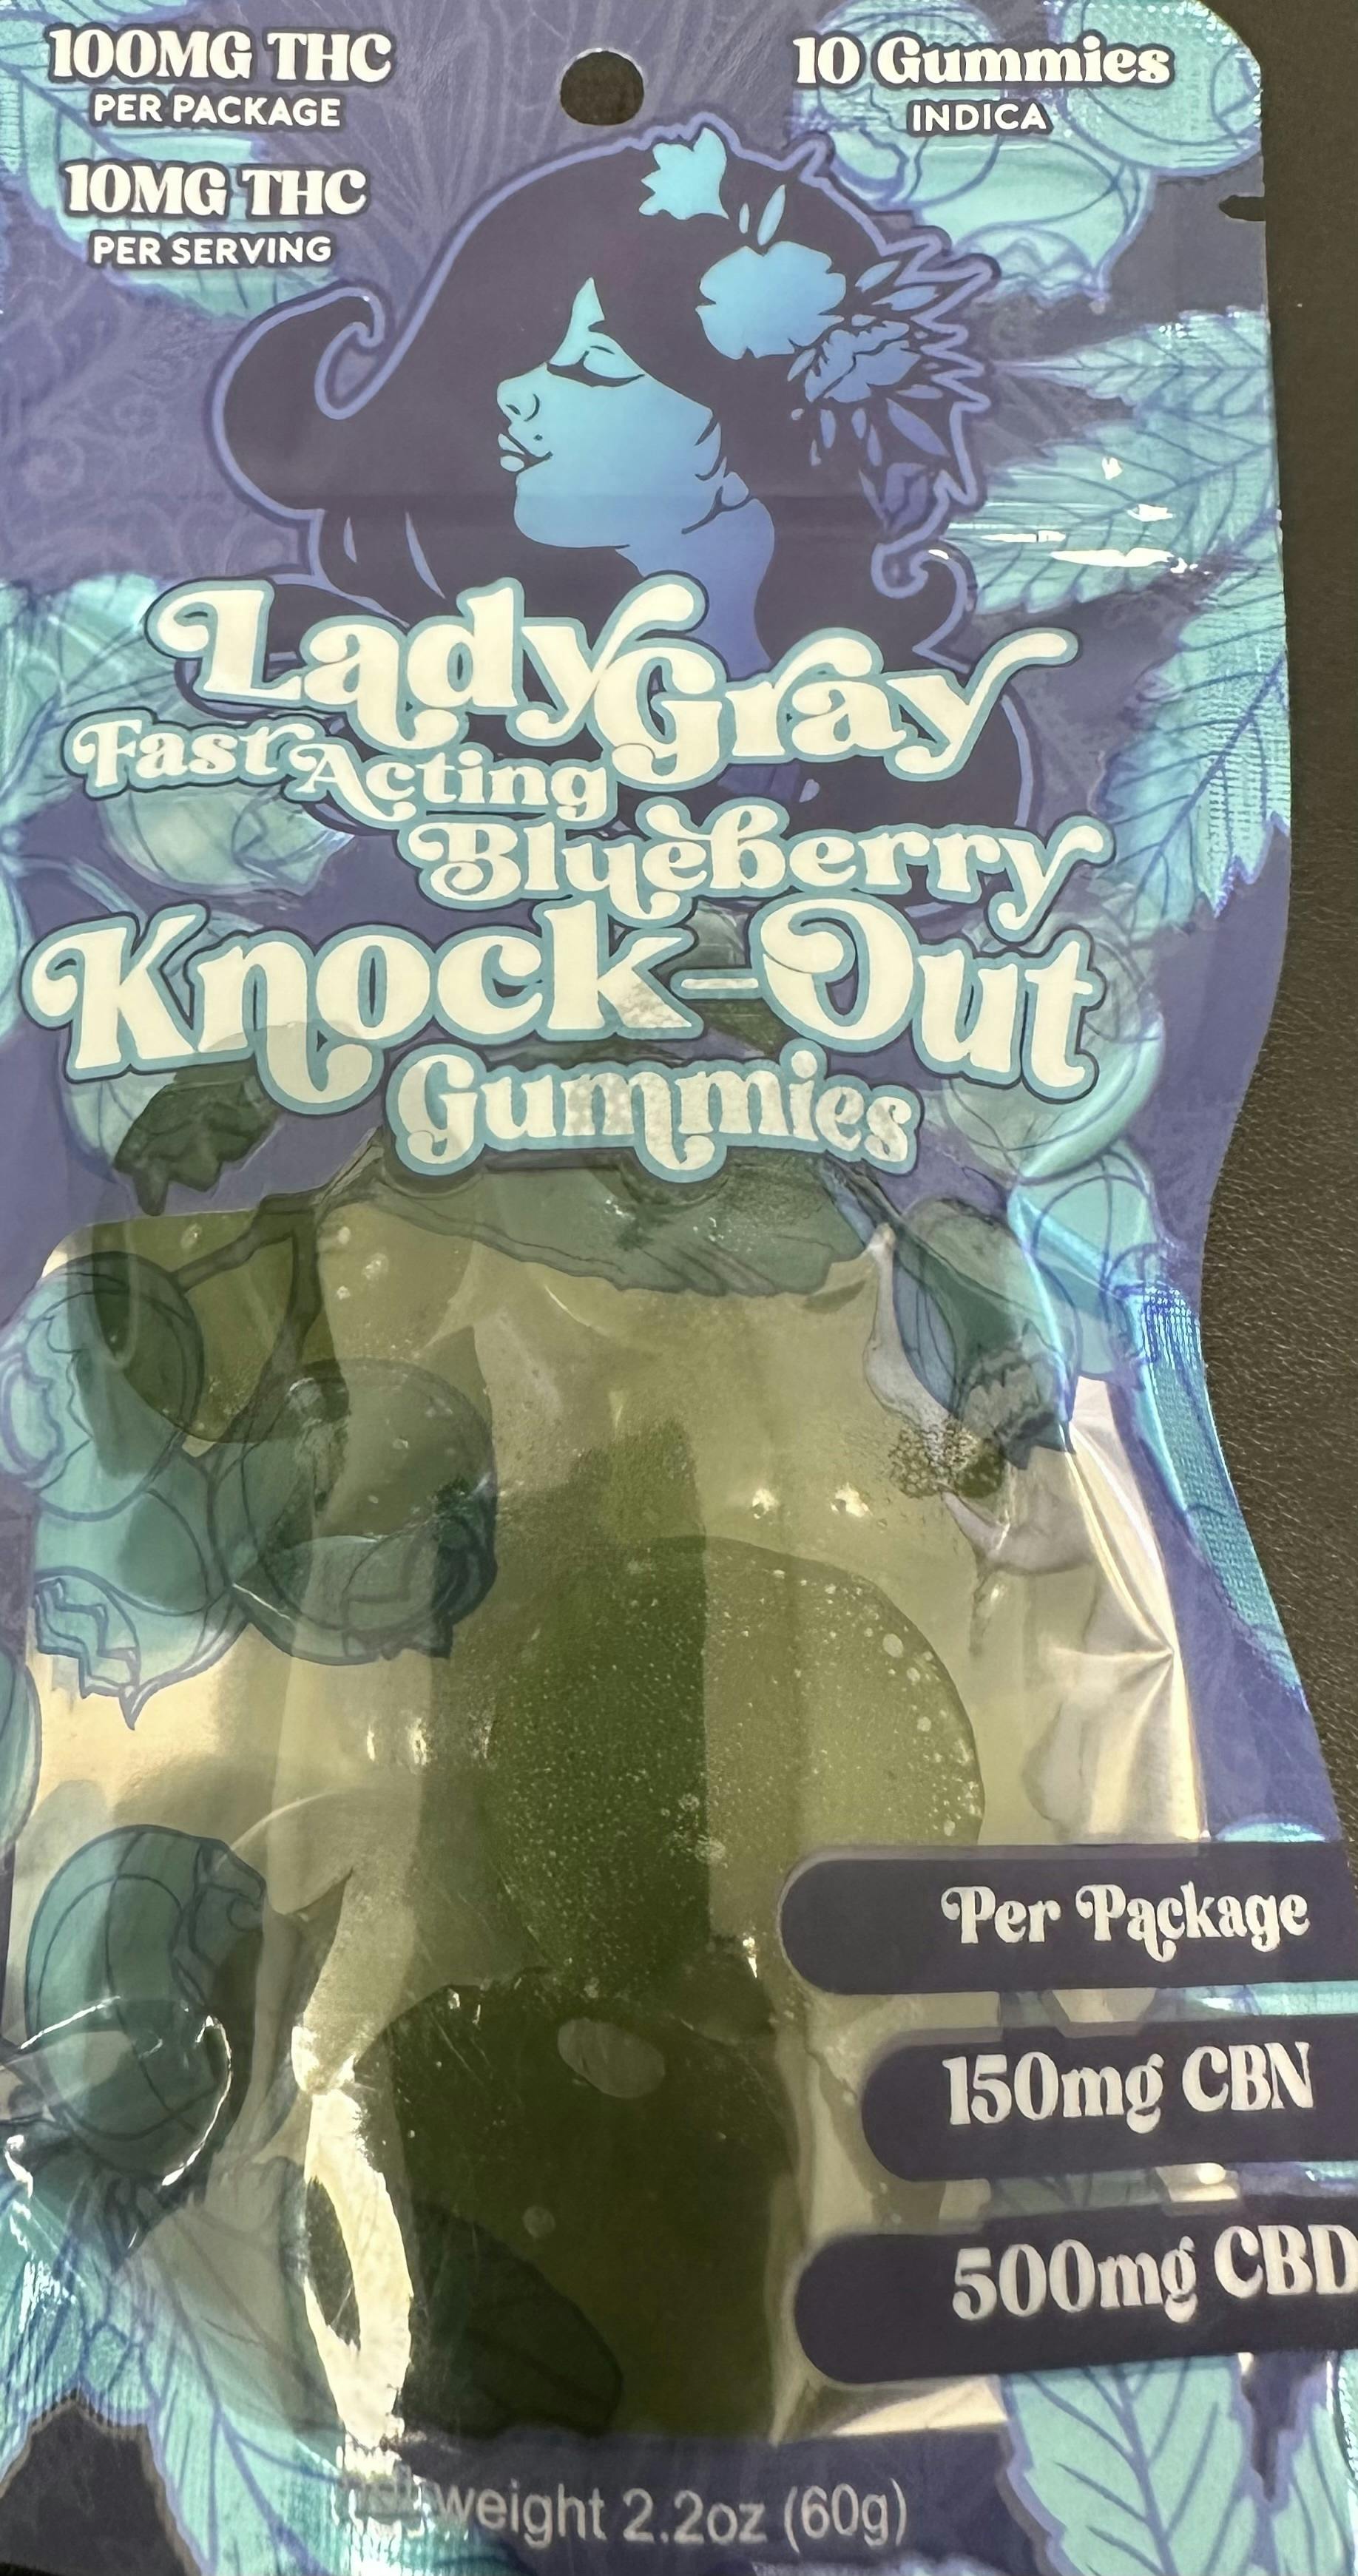 100MG THC
PER PACKAGE
10MG THC
PER SERVING
10 Gummies
INDICA
Lady Gray
Fast Acting
Blueberry
Knock-Out
Gummies
Per Package
150mg CBN
500mg CBD
weight 2.2oz (60g)